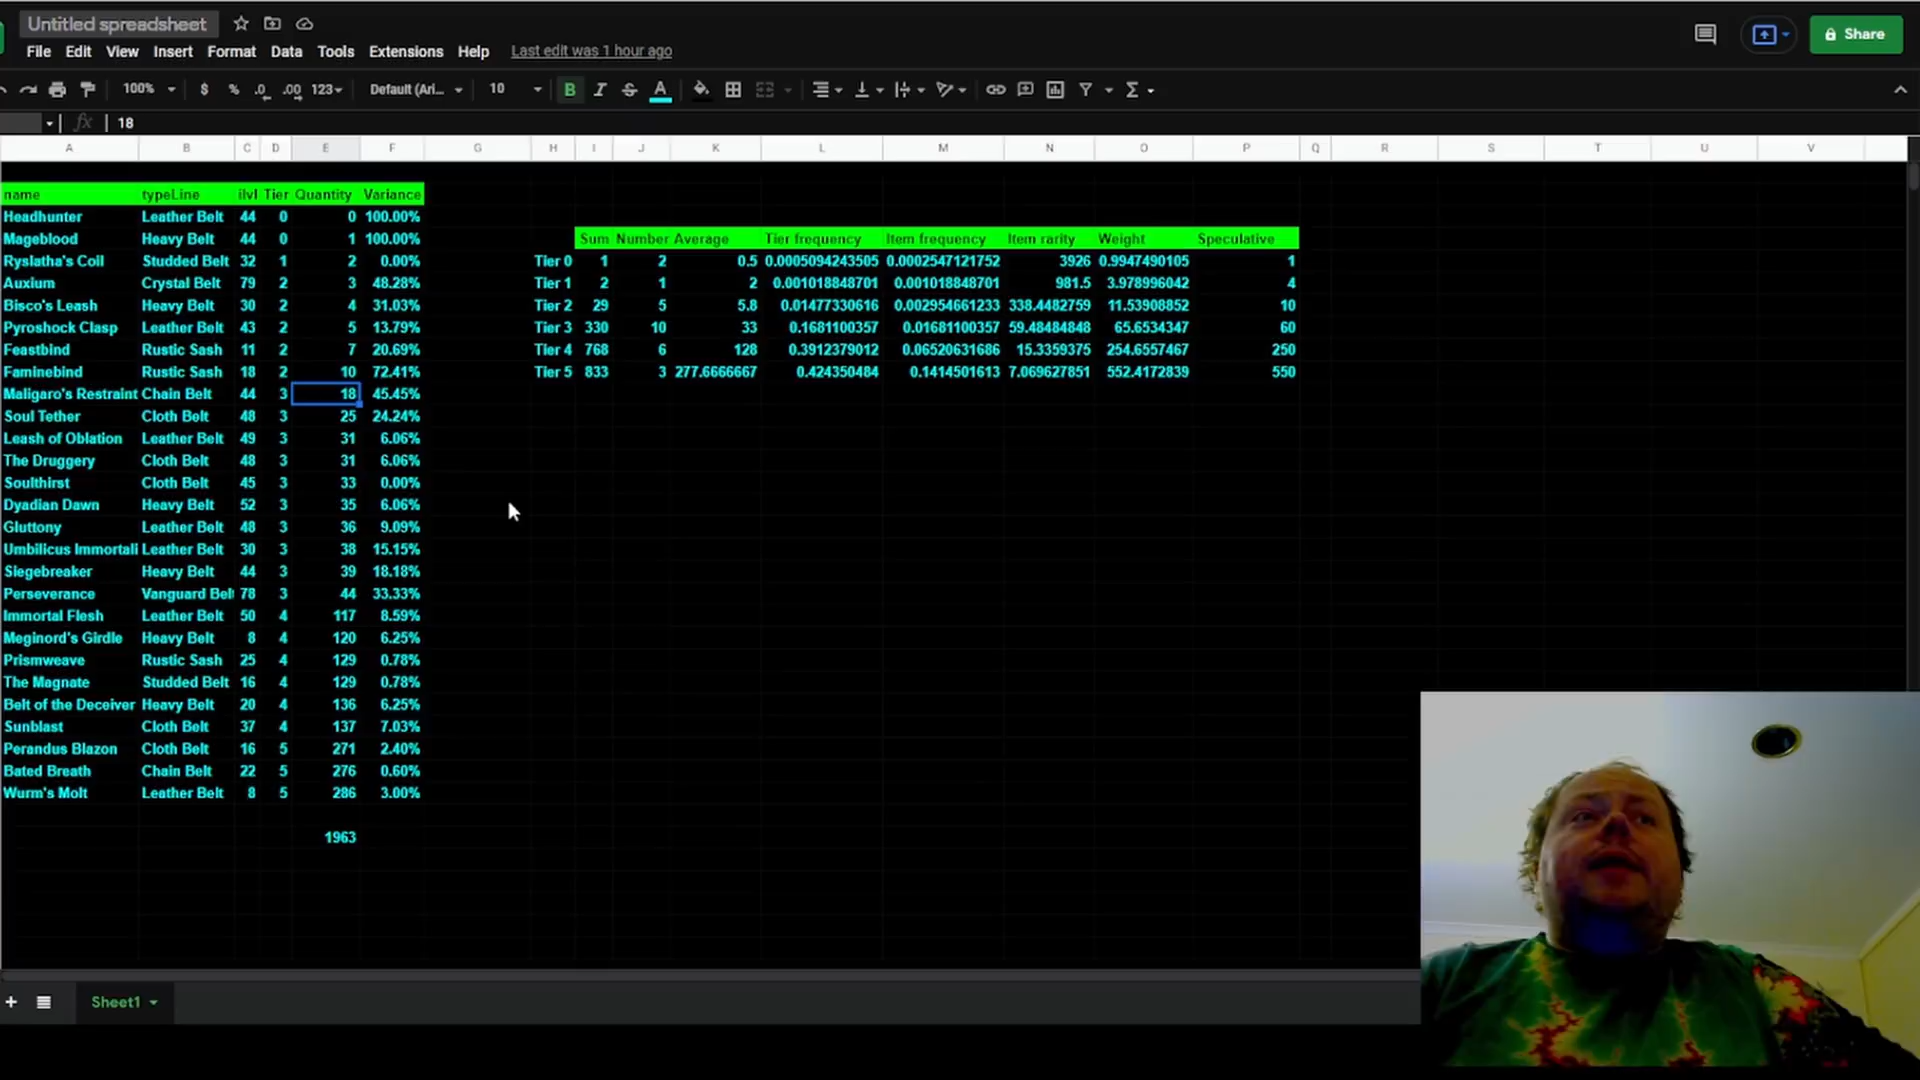 Untitled spreadsheet
File Edit View Insert Format Data Tools Extensions Help Last edit was 1 hour ago
Share
100% $ % .0 .00 123 Default (Ari... 10 B I S A Σ
fx 18
A B C D E F G H I J K L M N O P Q R S T U V
name typeLine ilvl Tier Quantity Variance
Headhunter Leather Belt 44 0 0 100.00%
Mageblood Heavy Belt 44 0 1 100.00%
Ryslatha's Coil Studded Belt 32 1 2 0.00%
Auxium Crystal Belt 79 2 3 48.28%
Bisco's Leash Heavy Belt 30 2 4 31.03%
Pyroshock Clasp Leather Belt 43 2 5 13.79%
Feastbind Rustic Sash 11 2 7 20.69%
Faminebind Rustic Sash 18 2 10 72.41%
Maligaro's Restraint Chain Belt 44 3 18 45.45%
Soul Tether Cloth Belt 48 3 25 24.24%
Leash of Oblation Leather Belt 49 3 31 6.06%
The Druggery Cloth Belt 48 3 31 6.06%
Soulthirst Cloth Belt 45 3 33 0.00%
Dyadian Dawn Heavy Belt 52 3 35 6.06%
Gluttony Leather Belt 48 3 36 9.09%
Umbilicus Immortali Leather Belt 30 3 38 15.15%
Siegebreaker Heavy Belt 44 3 39 18.18%
Perseverance Vanguard Belt 78 3 44 33.33%
Immortal Flesh Leather Belt 50 4 117 8.59%
Meginord's Girdle Heavy Belt 8 4 120 6.25%
Prismweave Rustic Sash 25 4 129 0.78%
The Magnate Studded Belt 16 4 129 0.78%
Belt of the Deceiver Heavy Belt 20 4 136 6.25%
Sunblast Cloth Belt 37 4 137 7.03%
Perandus Blazon Cloth Belt 16 5 271 2.40%
Bated Breath Chain Belt 22 5 276 0.60%
Wurm's Molt Leather Belt 8 5 286 3.00%
1963
Sum Number Average Tier frequency Item frequency Item rarity Weight Speculative
Tier 0 1 2 0.5 0.0005094243505 0.0002547121752 3926 0.9947490105 1
Tier 1 2 1 2 0.001018848701 0.001018848701 981.5 3.978996042 4
Tier 2 29 5 5.8 0.01477330616 0.002954661233 338.4482759 11.53908852 10
Tier 3 330 10 33 0.1681100357 0.01681100357 59.48484848 65.6534347 60
Tier 4 768 6 128 0.3912379012 0.06520631686 15.3359375 254.6557467 250
Tier 5 833 3 277.6666667 0.424350484 0.1414501613 7.069627851 552.4172839 550
Sheet1